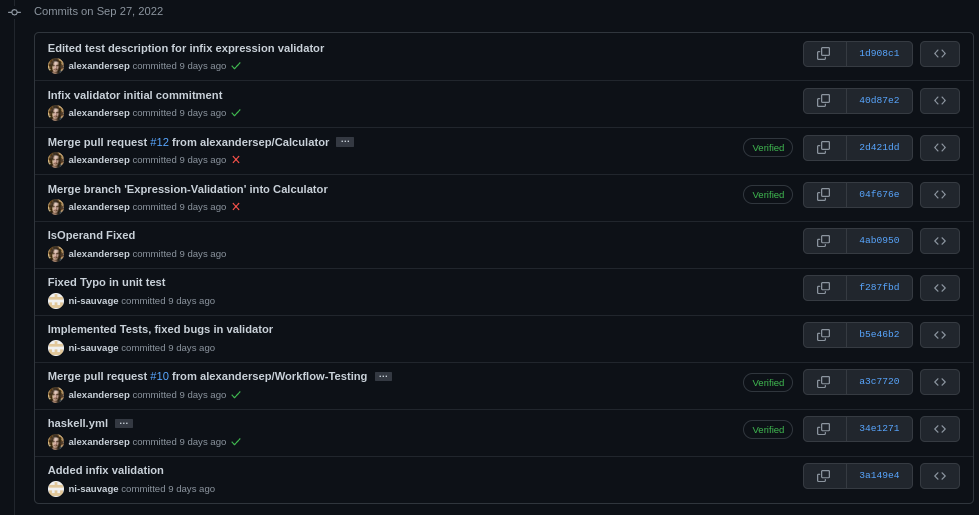 Commits on Sep 27, 2022
Edited test description for infix expression validator
alexandersep committed 9 days ago
1d908c1
Infix validator initial commitment
alexandersep committed 9 days ago
40d87e2
Merge pull request #12 from alexandersep/Calculator ...
alexandersep committed 9 days ago
Verified
2d421dd
Merge branch 'Expression-Validation' into Calculator
alexandersep committed 9 days ago
Verified
04f676e
IsOperand Fixed
alexandersep committed 9 days ago
4ab0950
Fixed Typo in unit test
ni-sauvage committed 9 days ago
f287fbd
Implemented Tests, fixed bugs in validator
ni-sauvage committed 9 days ago
b5e46b2
Merge pull request #10 from alexandersep/Workflow-Testing ...
alexandersep committed 9 days ago
Verified
a3c7720
haskell.yml ...
alexandersep committed 9 days ago
Verified
34e1271
Added infix validation
ni-sauvage committed 9 days ago
3a149e4